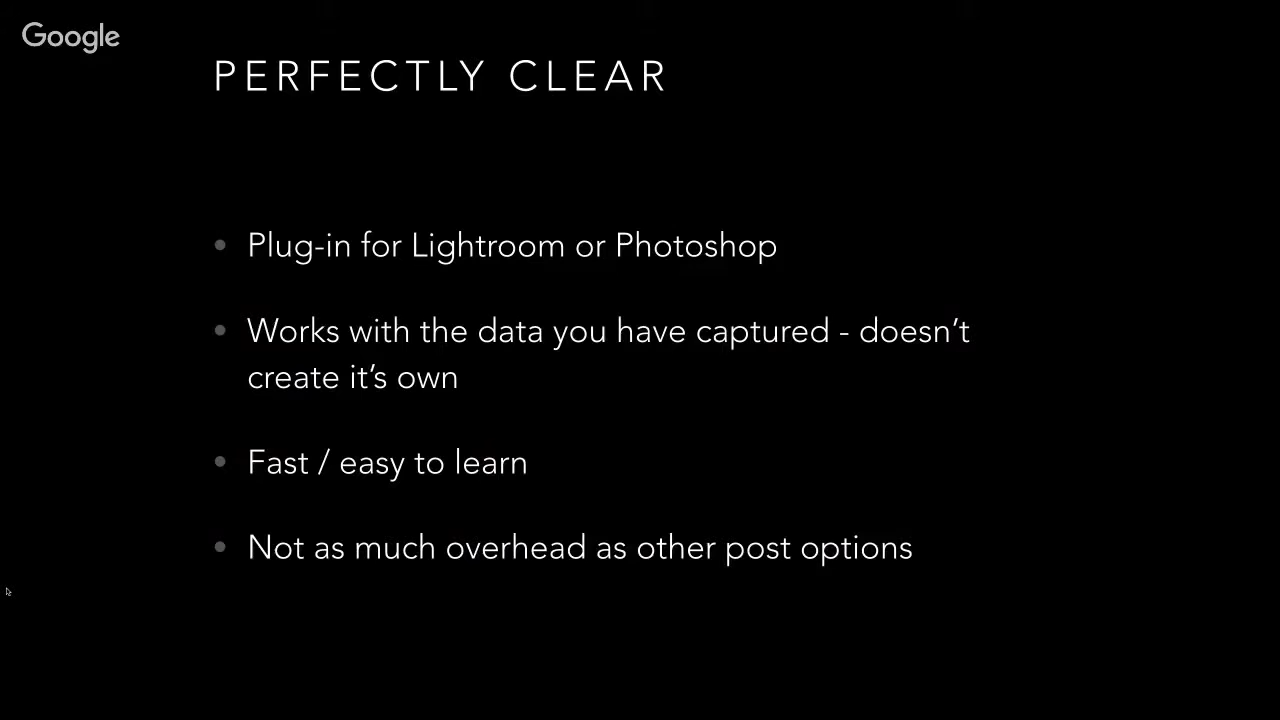 Google
PERFECTLY CLEAR
• Plug-in for Lightroom or Photoshop
• Works with the data you have captured - doesn’t
create it’s own
• Fast / easy to learn
• Not as much overhead as other post options